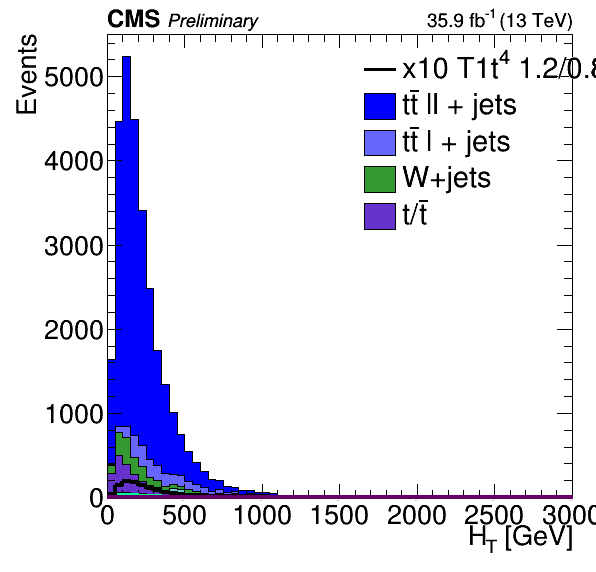 CMS Preliminary 35.9 fb⁻¹ (13 TeV)
Events
5000
4000
3000
2000
1000
0
x10 T1t⁴ 1.2/0.8
tt̄ ll + jets
tt̄ l + jets
W+jets
t/t̄
0 500 1000 1500 2000 2500 3000
H_T [GeV]